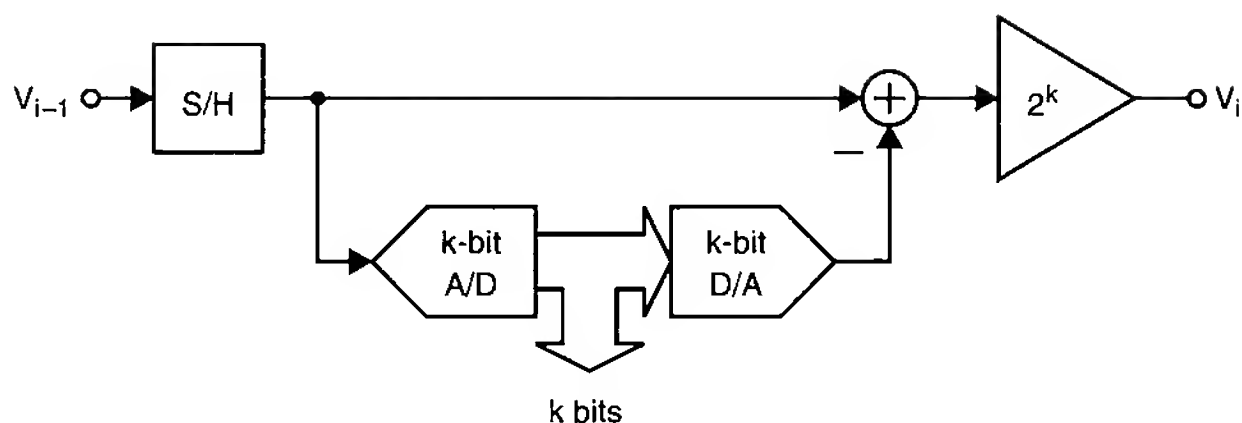 V_{i-1}
S/H
+
2^k
V_i
−
k-bit
A/D
k-bit
D/A
k bits